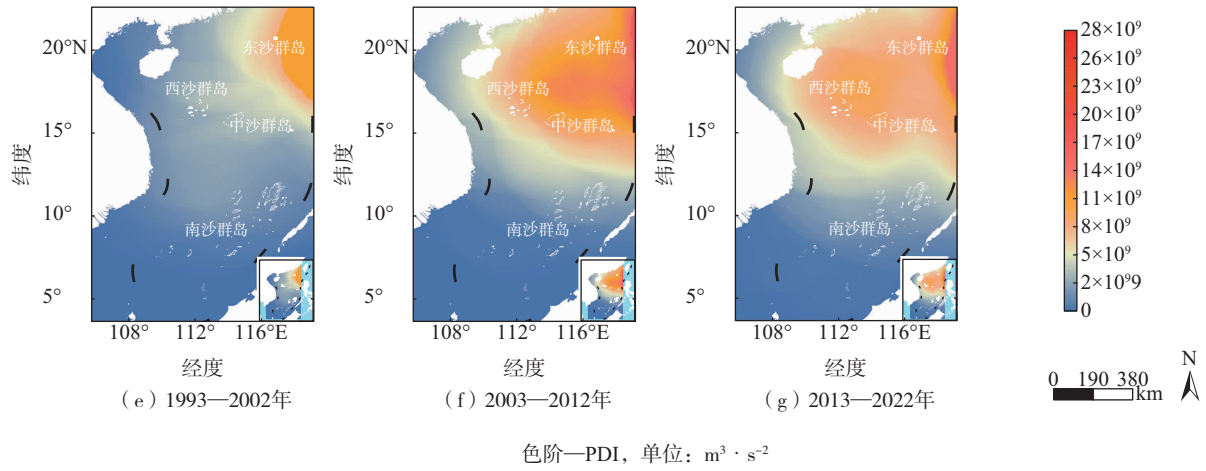 20°N
15°
10°
5°
纬度
东沙群岛
西沙群岛
中沙群岛
南沙群岛
108° 112° 116°E
经度
(e) 1993—2002年
20°N
15°
10°
5°
纬度
东沙群岛
西沙群岛
中沙群岛
南沙群岛
108° 112° 116°E
经度
(f) 2003—2012年
20°N
15°
10°
5°
纬度
东沙群岛
西沙群岛
中沙群岛
南沙群岛
108° 112° 116°E
经度
(g) 2013—2022年
28×10⁹
26×10⁹
23×10⁹
20×10⁹
17×10⁹
14×10⁹
11×10⁹
8×10⁹
5×10⁹
2×1099
0
N
0 190 380
km
色阶—PDI，单位：m³·s⁻²